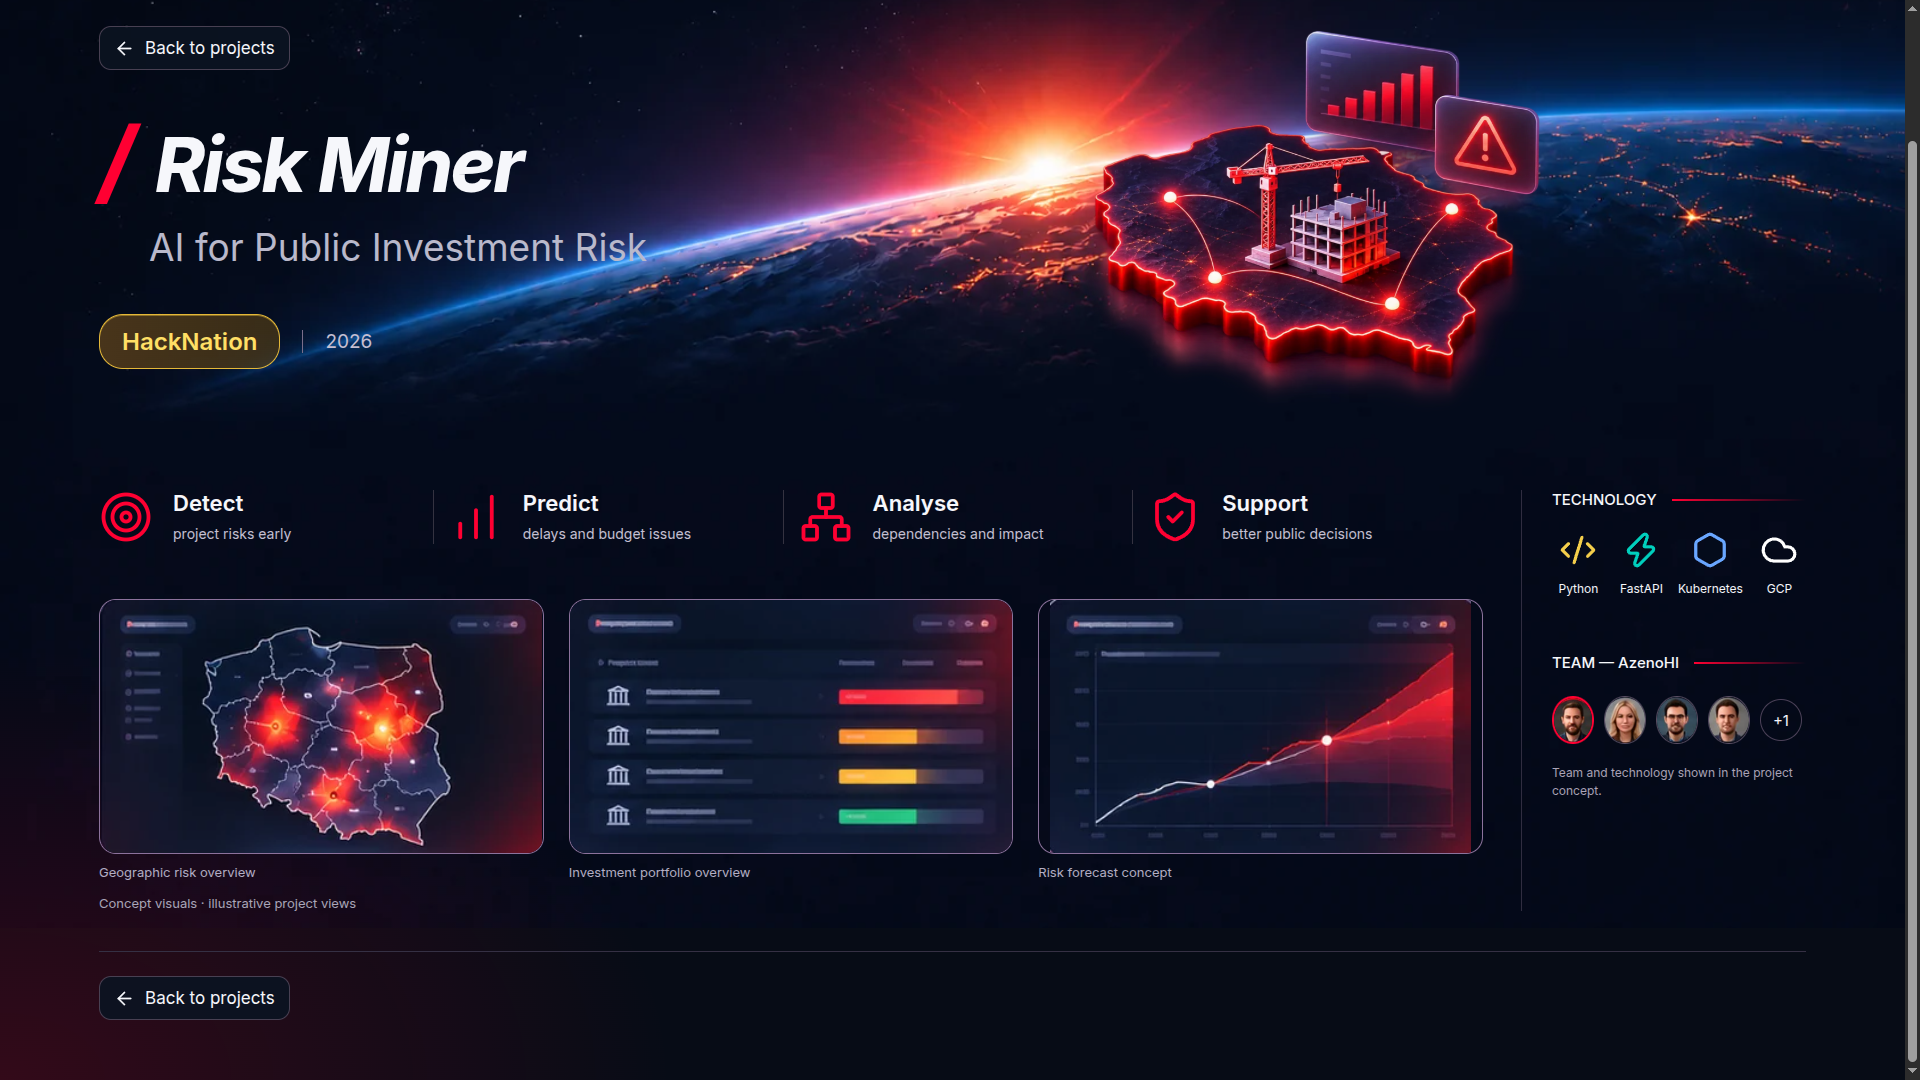 Back to projects
Risk Miner
AI for Public Investment Risk
HackNation
2026
Detect
project risks early
Predict
delays and budget issues
Analyse
dependencies and impact
Support
better public decisions
TECHNOLOGY
Python
FastAPI
Kubernetes
GCP
TEAM — AzenoHI
+1
Team and technology shown in the project
concept.
Geographic risk overview
Investment portfolio overview
Risk forecast concept
Concept visuals · illustrative project views
Back to projects